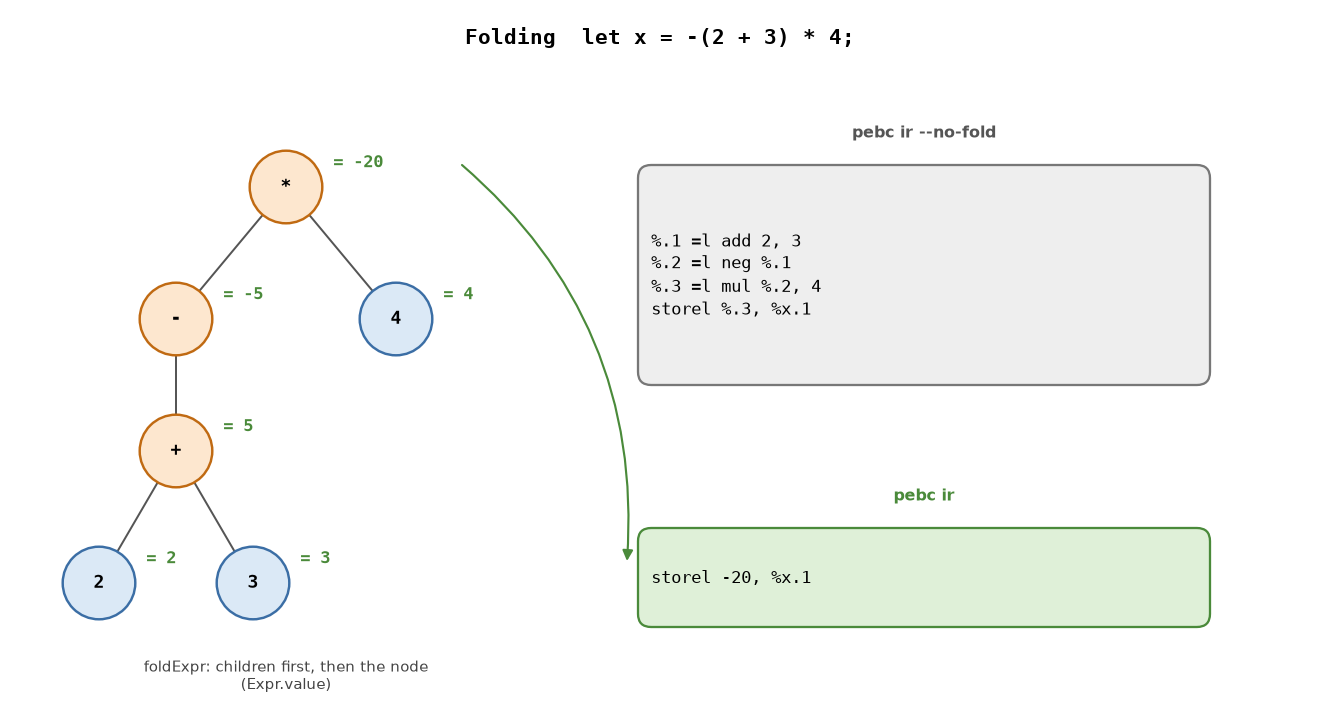 Folding  let x = -(2 + 3) * 4;
*
= -20
-
= -5
4
= 4
+
= 5
2
= 2
3
= 3
foldExpr: children first, then the node
(Expr.value)
pebc ir --no-fold
%.1 =l add 2, 3
%.2 =l neg %.1
%.3 =l mul %.2, 4
storel %.3, %x.1
pebc ir
storel -20, %x.1